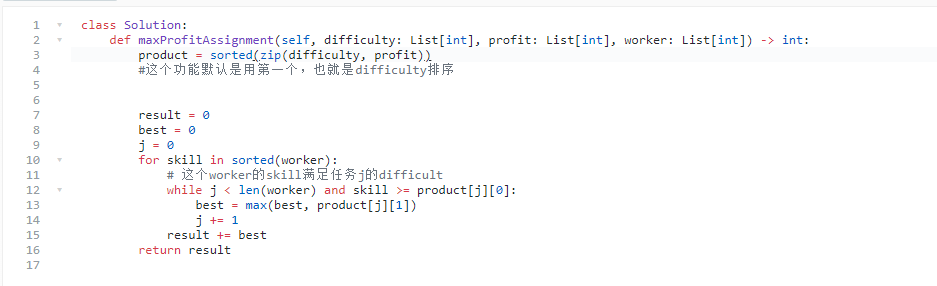 1 class Solution:
2     def maxProfitAssignment(self, difficulty: List[int], profit: List[int], worker: List[int]) -> int:
3         product = sorted(zip(difficulty, profit))
4         #这个功能默认是用第一个，也就是difficulty排序
5
6
7         result = 0
8         best = 0
9         j = 0
10         for skill in sorted(worker):
11             # 这个worker的skill满足任务j的difficult
12             while j < len(worker) and skill >= product[j][0]:
13                 best = max(best, product[j][1])
14                 j += 1
15             result += best
16         return result
17